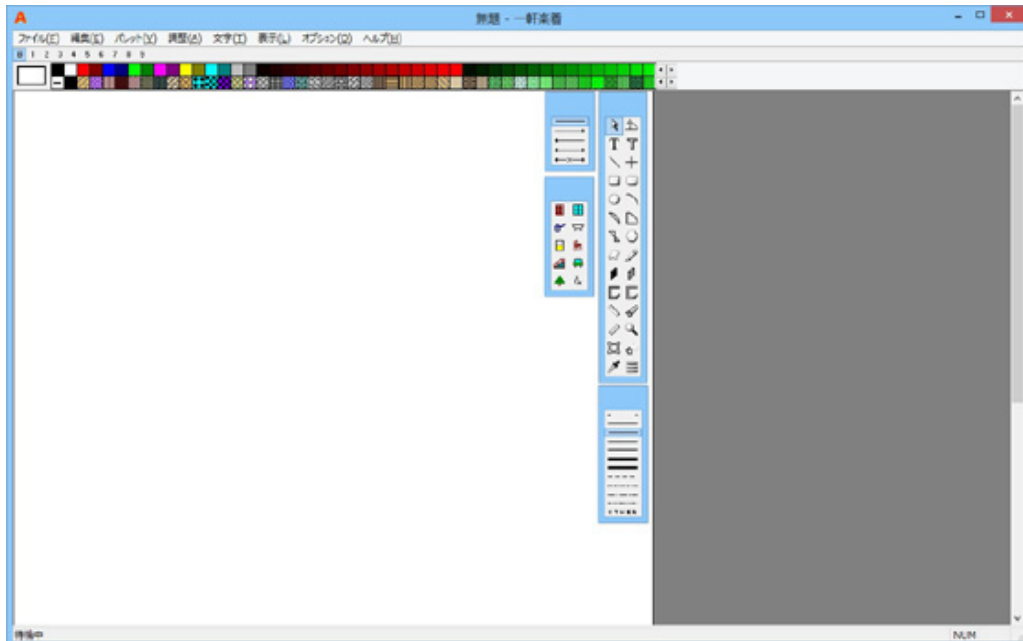 A 無題 - 一軒楽着
ファイル(F) 編集(E) パレット(V) 調整(A) 文字(T) 表示(L) オプション(O) ヘルプ(H)
0 1 2 3 4 5 6 7 8 9
T T
OTHER
待機中 NUM